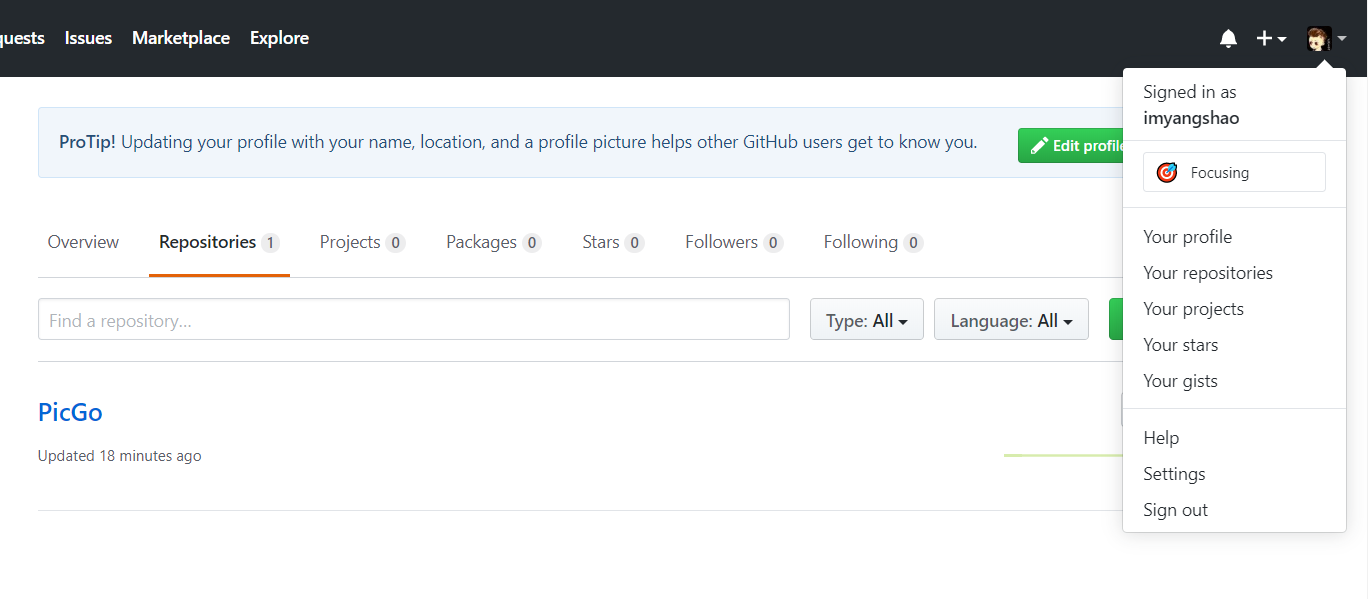 Issues Marketplace Explore
Signed in as
imyangshao
ProTip! Updating your profile with your name, location, and a profile picture helps other GitHub users get to know you.
Edit profile
Focusing
Overview Repositories 1 Projects 0 Packages 0 Stars 0 Followers 0 Following 0
Your profile
Your repositories
Your projects
Your stars
Your gists
Find a repository...
Type: All
Language: All
PicGo
Updated 18 minutes ago
Help
Settings
Sign out